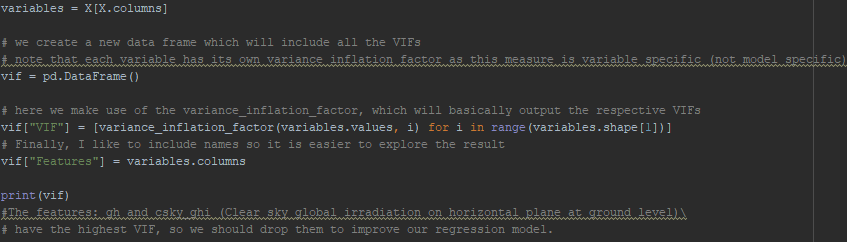 variables = X[X.columns]
# we create a new data frame which will include all the VIFs
# note that each variable has its own variance inflation factor as this measure is variable specific (not model specific)
vif = pd.DataFrame()
# here we make use of the variance_inflation_factor, which will basically output the respective VIFs
vif["VIF"] = [variance_inflation_factor(variables.values, i) for i in range(variables.shape[1])]
# Finally, I like to include names so it is easier to explore the result
vif["Features"] = variables.columns
print(vif)
#The features: gh and csky_ghi (Clear sky global irradiation on horizontal plane at ground level)\
# have the highest VIF, so we should drop them to improve our regression model.